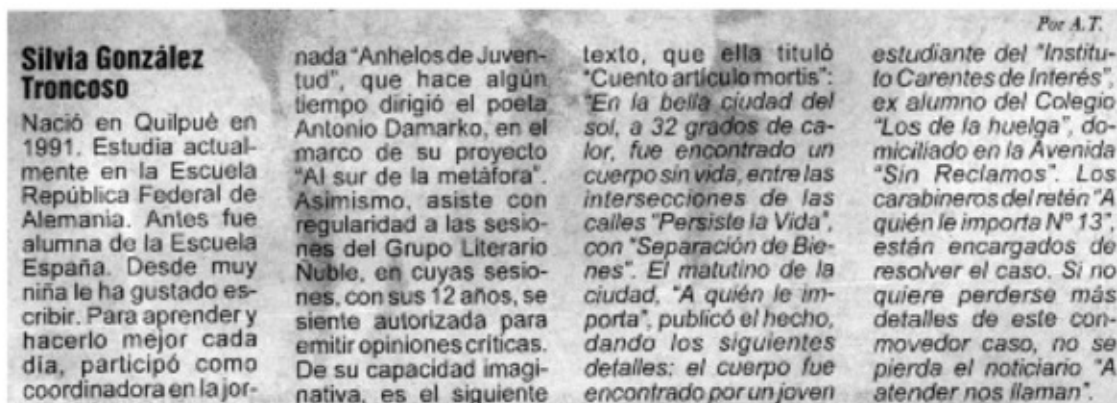 Por A.T.
Silvia González
Troncoso
Nació en Quilpué en
1991. Estudia actual-
mente en la Escuela
República Federal de
Alemania. Antes fue
alumna de la Escuela
España. Desde muy
niña le ha gustado es-
cribir. Para aprender y
hacerlo mejor cada
día, participó como
coordinadora en la jor-
nada "Anhelos de Juven-
tud", que hace algún
tiempo dirigió el poeta
Antonio Damarko, en el
marco de su proyecto
"Al sur de la metáfora".
Asimismo, asiste con
regularidad a las sesio-
nes del Grupo Literario
Ñuble, en cuyas sesio-
nes, con sus 12 años, se
siente autorizada para
emitir opiniones críticas.
De su capacidad imagi-
nativa, es el siguiente
texto, que ella tituló
"Cuento artículo mortis":
"En la bella ciudad del
sol, a 32 grados de ca-
lor, fue encontrado un
cuerpo sin vida, entre las
intersecciones de las
calles "Persiste la Vida",
con "Separación de Bie-
nes". El matutino de la
ciudad, "A quién le im-
porta", publicó el hecho,
dando los siguientes
detalles: el cuerpo fue
encontrado por un joven
estudiante del "Institu-
to Carentes de Interés",
ex alumno del Colegio
"Los de la huelga", do-
miciliado en la Avenida
"Sin Reclamos". Los
carabineros del retén "A
quién le importa Nº 13",
están encargados de
resolver el caso. Si no
quiere perderse más
detalles de este con-
movedor caso, no se
pierda el noticiario "A
atender nos llaman".